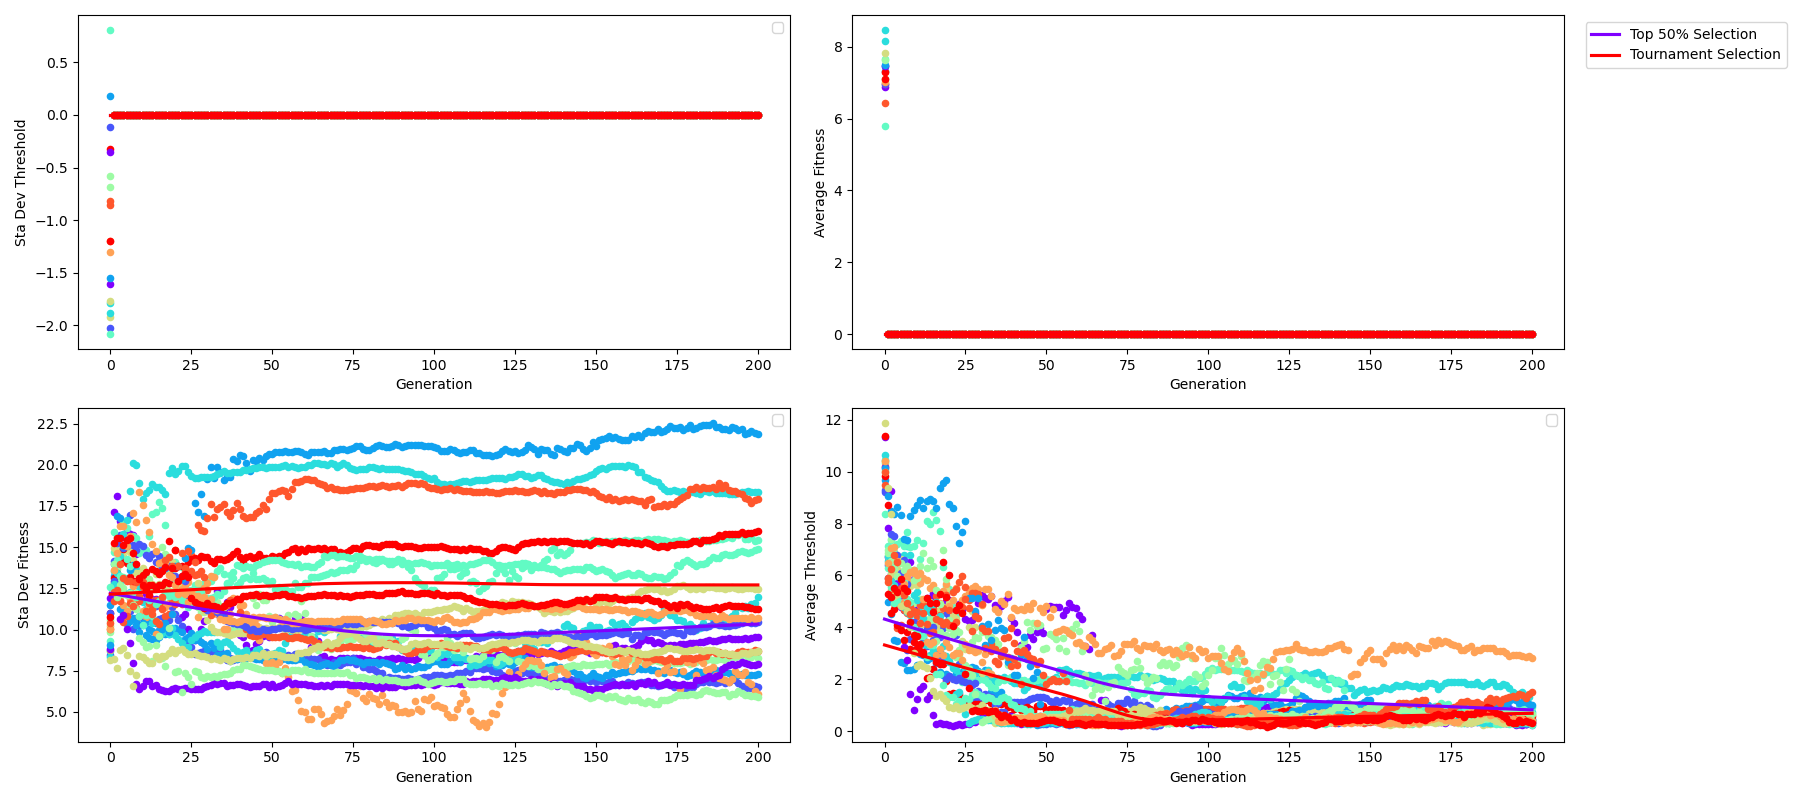 0.5
0.0
−0.5
−1.0
−1.5
−2.0
Sta Dev Threshold
0 25 50 75 100 125 150 175 200
Generation
8
6
4
2
0
Average Fitness
0 25 50 75 100 125 150 175 200
Generation
Top 50% Selection
Tournament Selection
22.5
20.0
17.5
15.0
12.5
10.0
7.5
5.0
Sta Dev Fitness
0 25 50 75 100 125 150 175 200
Generation
12
10
8
6
4
2
0
Average Threshold
0 25 50 75 100 125 150 175 200
Generation